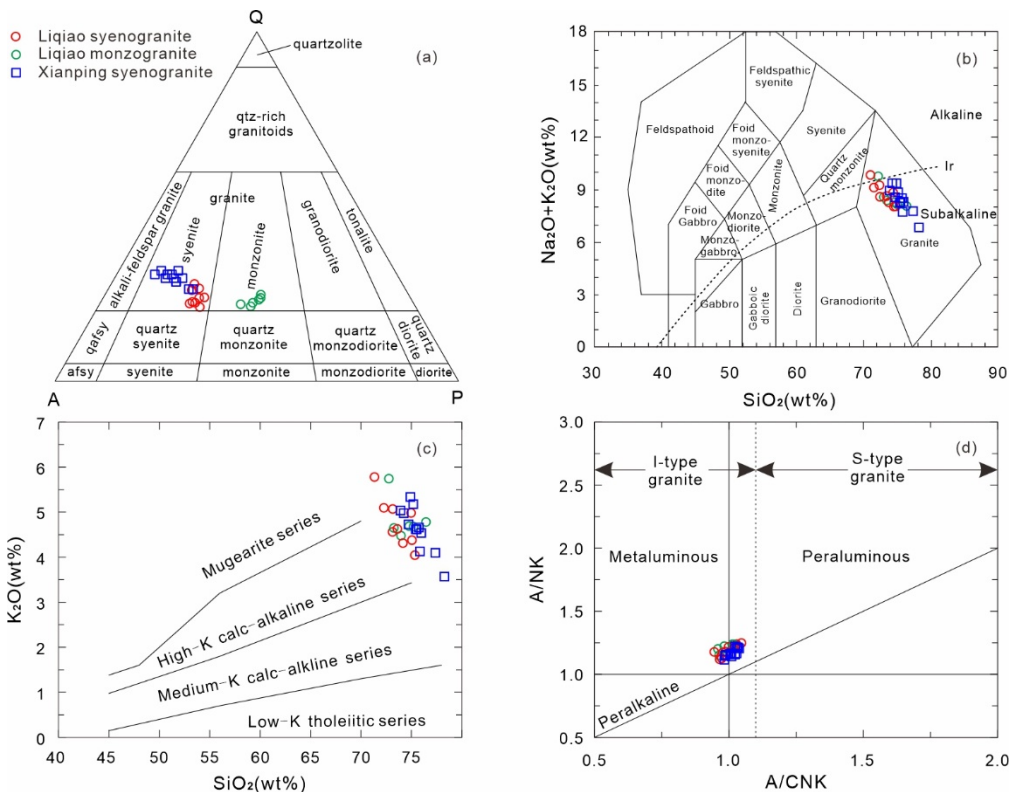 Q
Liqiao syenogranite
Liqiao monzogranite
Xianping syenogranite
quartzolite
(a)
qtz-rich
granitoids
alkali-feldspar granite
syenite
granite
monzonite
granodiorite
tonalite
qafsy
quartz
syenite
quartz
monzonite
quartz
monzodiorite
quartz
diorite
afsy
syenite
monzonite
monzodiorite
diorite
A
P
(b)
Na₂O+K₂O(wt%)
18
15
12
9
6
3
0
30
40
50
60
70
80
90
SiO₂(wt%)
Feldspathic
syenite
Alkaline
Feldspathoid
Foid
monzo-
syenite
Syenite
Ir
Foid
monzo-
dite
Monzonite
Quartz
monzonite
Foid
Gabbro
Monzo-
diorite
Subalkaline
Granite
Monzo-
gabbro
Gabbro
Gabboic
diorite
Diorite
Granodiorite
(c)
K₂O(wt%)
7
6
5
4
3
2
1
0
40
45
50
55
60
65
70
75
SiO₂(wt%)
Mugearite series
High-K calc-alkaline series
Medium-K calc-alkline series
Low-K tholeiitic series
(d)
A/NK
3.0
2.5
2.0
1.5
1.0
0.5
0.5
1.0
1.5
2.0
A/CNK
I-type
granite
S-type
granite
Metaluminous
Peraluminous
Peralkaline